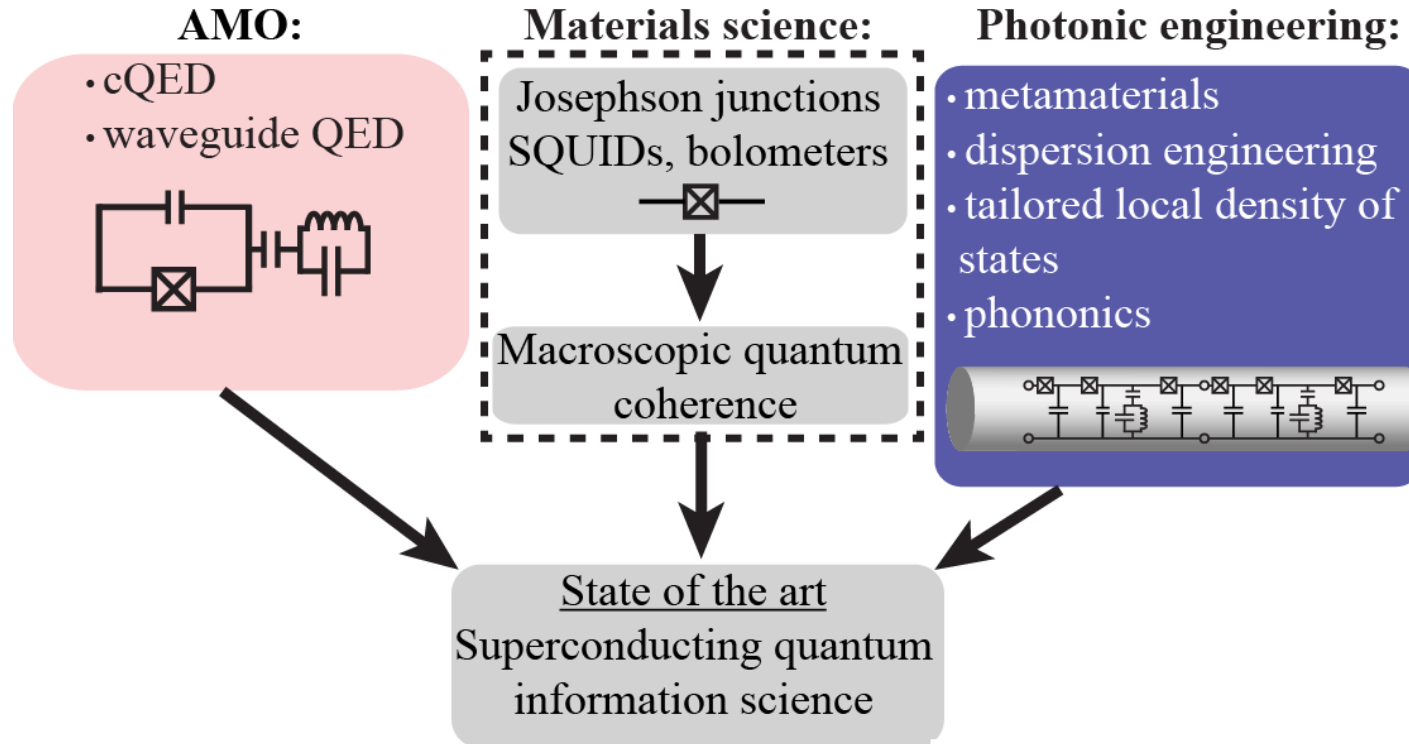 AMO:
• cQED
• waveguide QED
Materials science:
Josephson junctions
SQUIDs, bolometers
Macroscopic quantum
coherence
Photonic engineering:
• metamaterials
• dispersion engineering
• tailored local density of
states
• phononics
State of the art
Superconducting quantum
information science